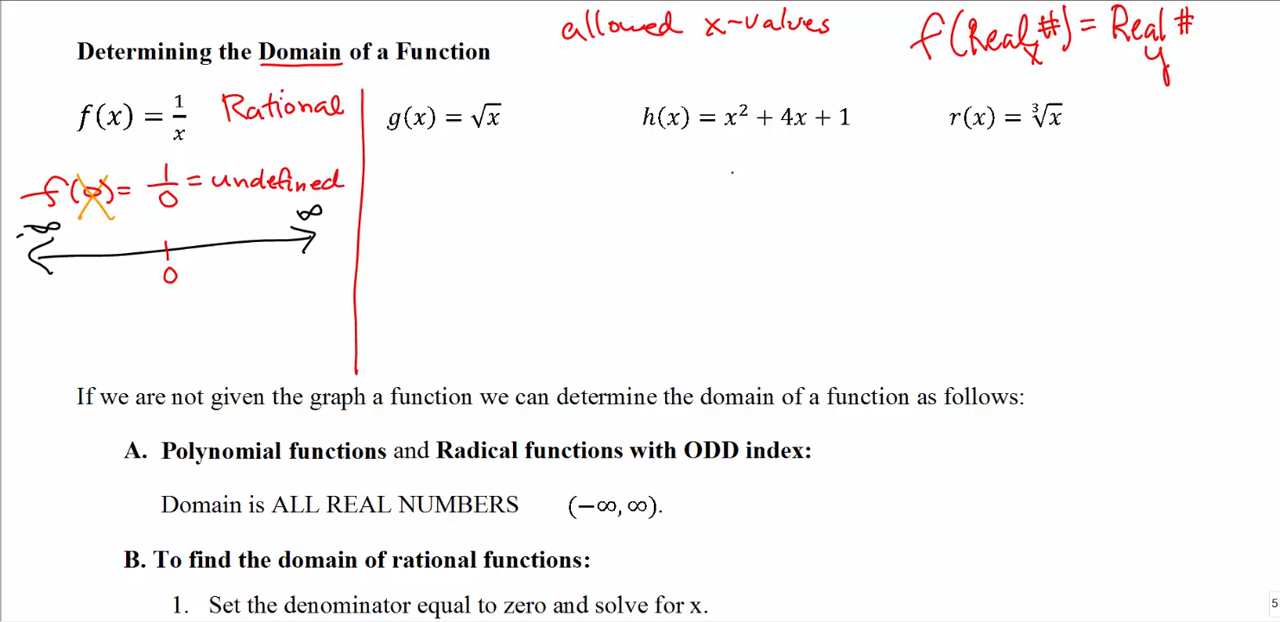 allowed x-values f(Real #) = Real #
x y
Determining the Domain of a Function
f(x) = 1/x Rational g(x) = √x h(x) = x² + 4x + 1 r(x) = ∛x
f(0) = 1/0 = undefined
-∞ ∞
0
If we are not given the graph a function we can determine the domain of a function as follows:
A. Polynomial functions and Radical functions with ODD index:
Domain is ALL REAL NUMBERS (−∞, ∞).
B. To find the domain of rational functions:
1. Set the denominator equal to zero and solve for x.
5